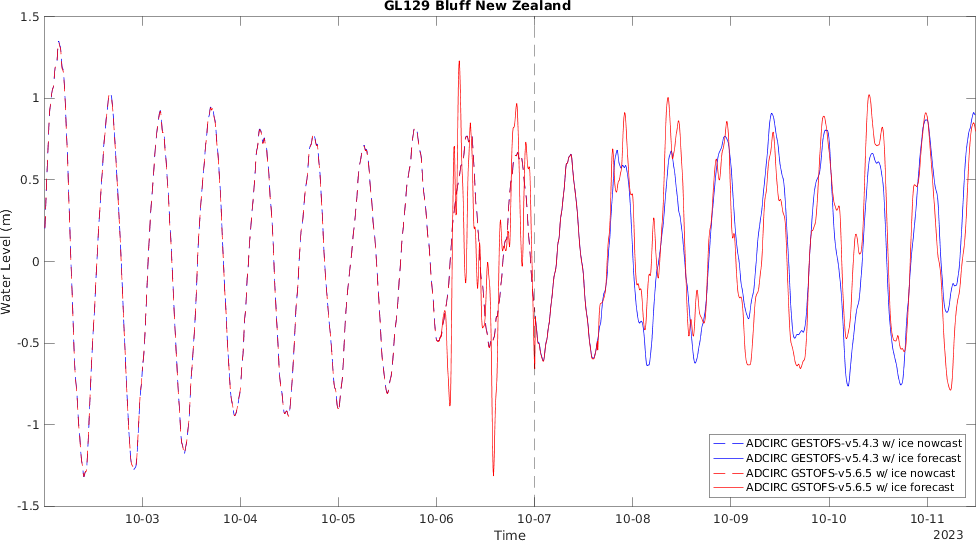 GL129 Bluff New Zealand
1.5
1
0.5
0
-0.5
-1
-1.5
Water Level (m)
10-03
10-04
10-05
10-06
10-07
10-08
10-09
10-10
10-11
Time
2023
ADCIRC GESTOFS-v5.4.3 w/ ice nowcast
ADCIRC GESTOFS-v5.4.3 w/ ice forecast
ADCIRC GSTOFS-v5.6.5 w/ ice nowcast
ADCIRC GSTOFS-v5.6.5 w/ ice forecast